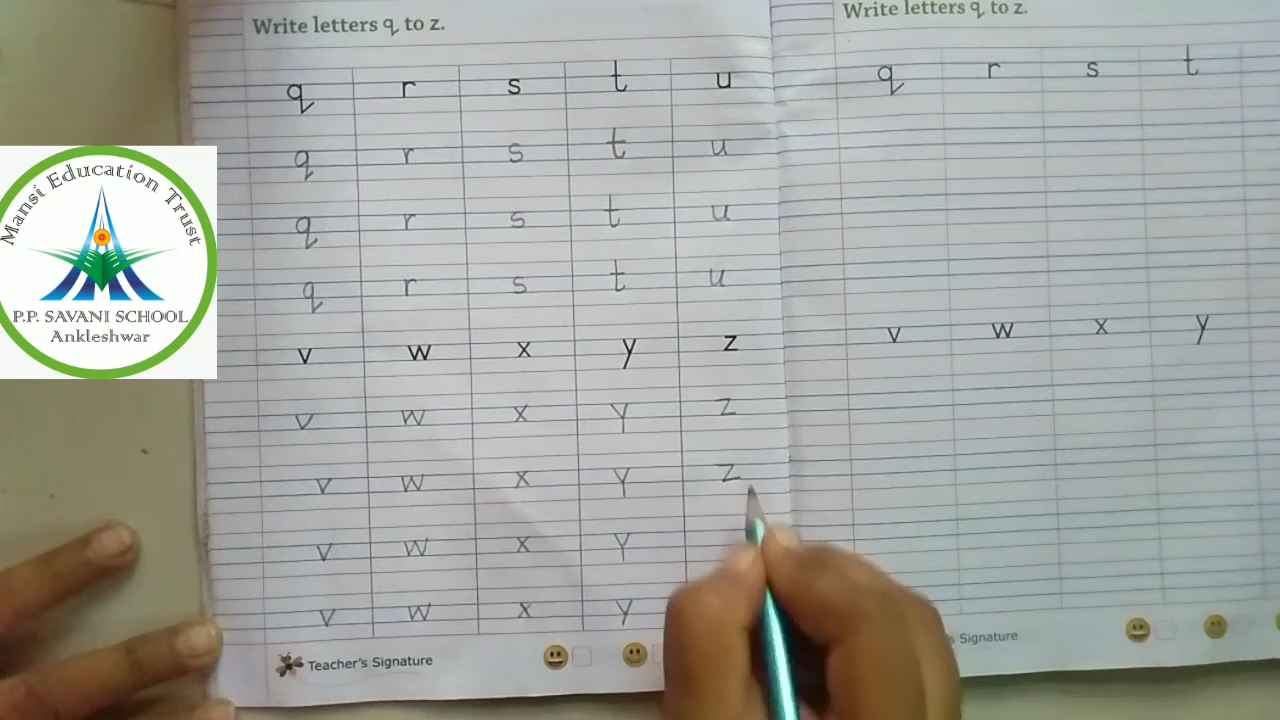 Write letters q to z.
q r s t u
q r s t u
q r s t u
q r s t u
v w x y z
v w x y z
v w x y z
v w x y
v w x y
Teacher's Signature
Write letters q to z.
q r s t
v w x y
s Signature
Mansi Education Trust
P.P. SAVANI SCHOOL
Ankleshwar